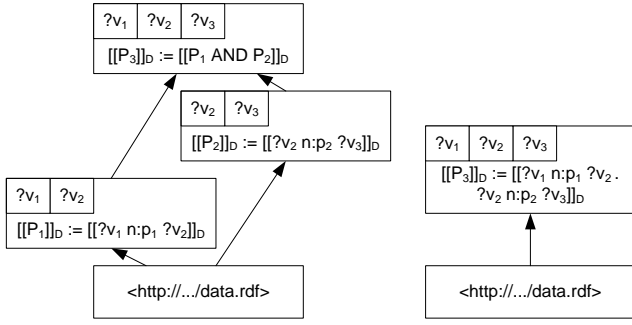 ?v₁ ?v₂ ?v₃
[[P₃]]D := [[P₁ AND P₂]]D
?v₂ ?v₃
[[P₂]]D := [[?v₂ n:p₂ ?v₃]]D
?v₁ ?v₂
[[P₁]]D := [[?v₁ n:p₁ ?v₂]]D
<http://.../data.rdf>
?v₁ ?v₂ ?v₃
[[P₃]]D := [[?v₁ n:p₁ ?v₂ .
?v₂ n:p₂ ?v₃]]D
<http://.../data.rdf>